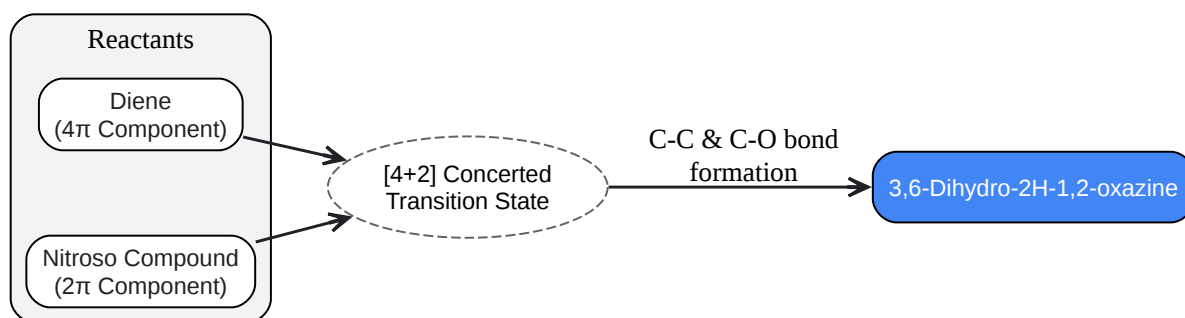 Reactants
Diene
(4π Component)
Nitroso Compound
(2π Component)
[4+2] Concerted
Transition State
C-C & C-O bond
formation
3,6-Dihydro-2H-1,2-oxazine